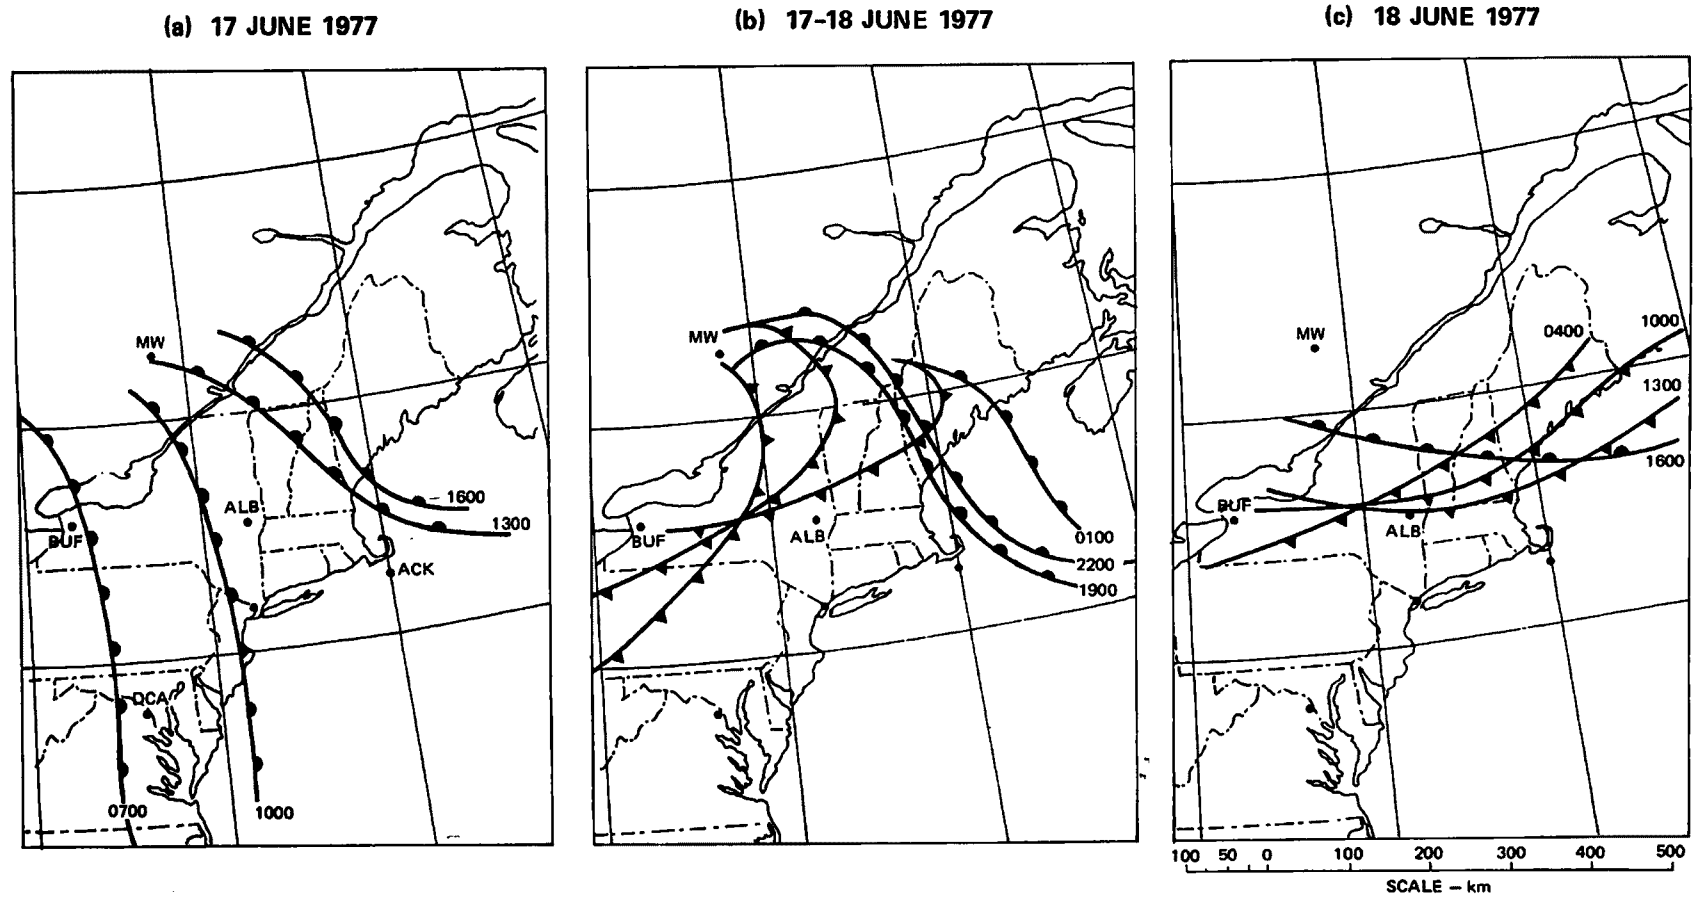 (a) 17 JUNE 1977
MW
ALB
BUF
ACK
DCA
1600
1300
0700
1000
(b) 17-18 JUNE 1977
MW
BUF
ALB
0100
2200
1900
(c) 18 JUNE 1977
MW
0400
1000
1300
1600
BUF
ALB
100 50 0 100 200 300 400 500
SCALE – km